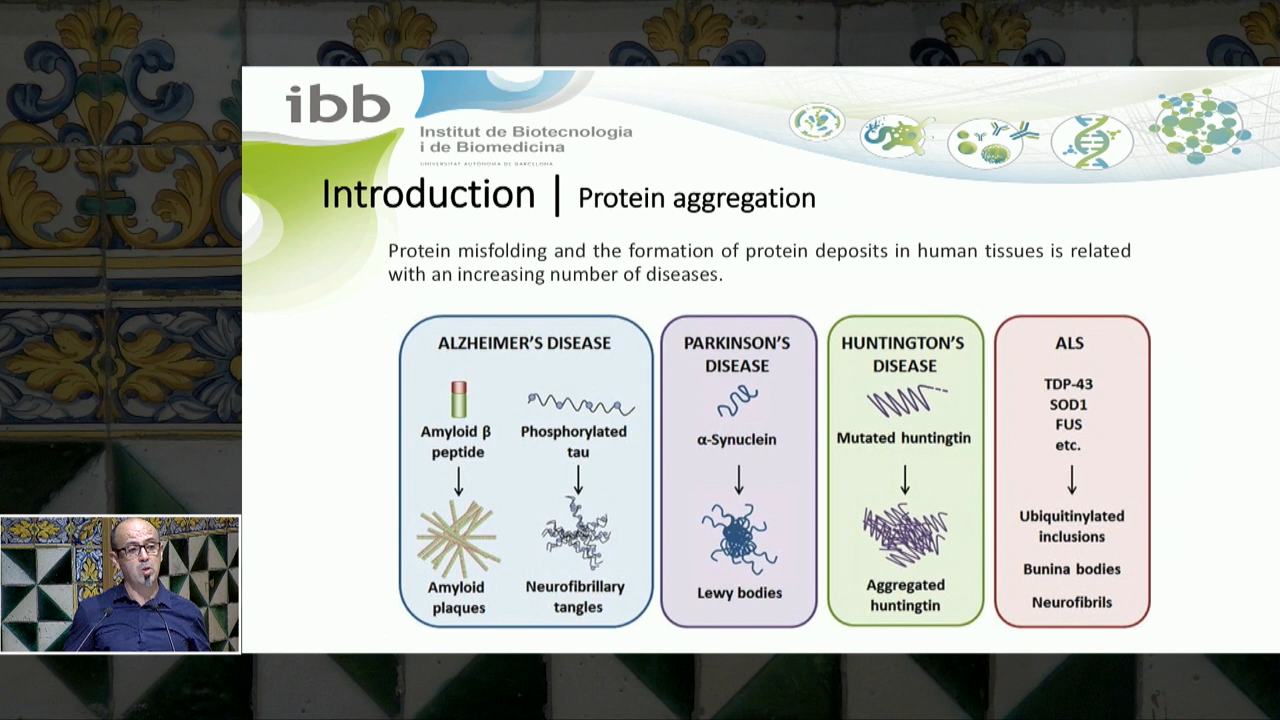 ibb
Institut de Biotecnologia
i de Biomedicina
UNIVERSITAT AUTÒNOMA DE BARCELONA
Introduction | Protein aggregation
Protein misfolding and the formation of protein deposits in human tissues is related
with an increasing number of diseases.
ALZHEIMER'S DISEASE
Amyloid β
peptide
Phosphorylated
tau
Amyloid
plaques
Neurofibrillary
tangles
PARKINSON'S
DISEASE
α-Synuclein
Lewy bodies
HUNTINGTON'S
DISEASE
Mutated huntingtin
Aggregated
huntingtin
ALS
TDP-43
SOD1
FUS
etc.
Ubiquitinylated
inclusions
Bunina bodies
Neurofibrils